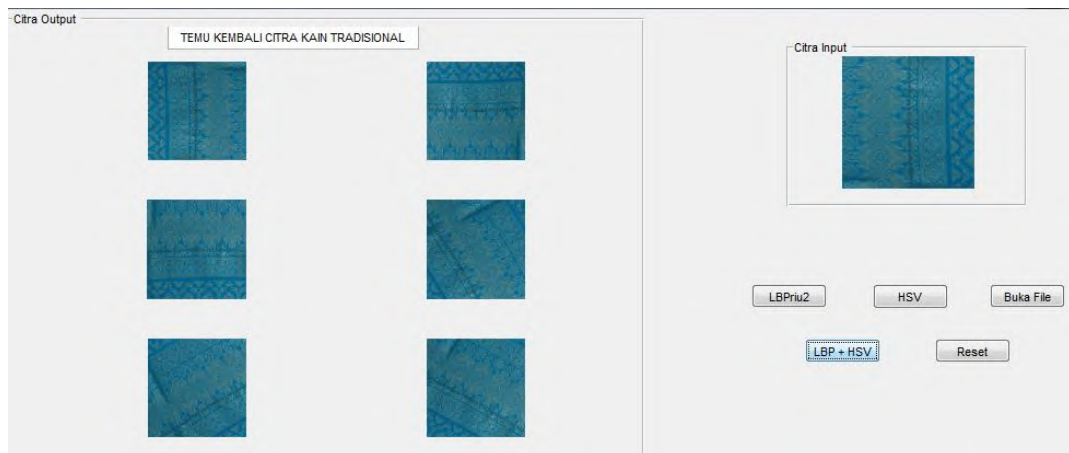 Citra Output
TEMU KEMBALI CITRA KAIN TRADISIONAL
Citra Input
LBPriu2
HSV
Buka File
LBP + HSV
Reset